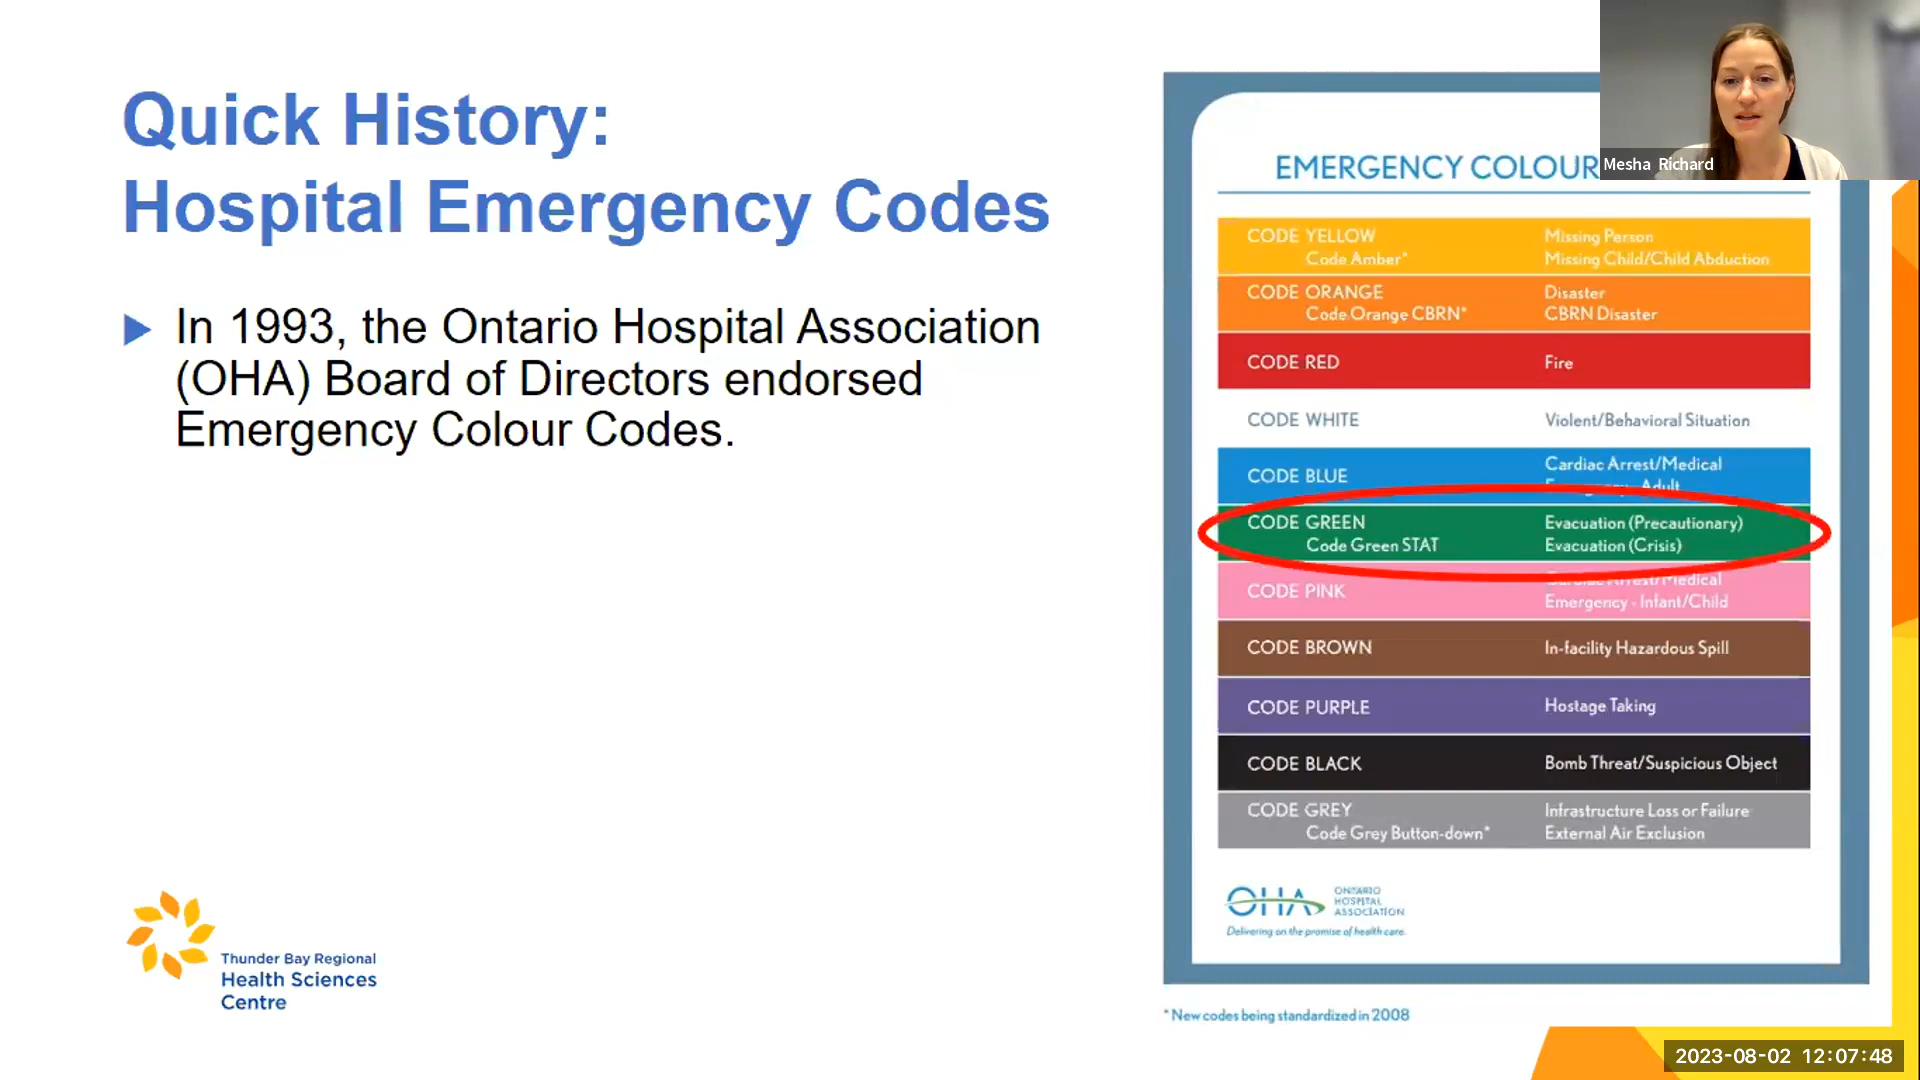 Quick History:
Hospital Emergency Codes
In 1993, the Ontario Hospital Association
(OHA) Board of Directors endorsed
Emergency Colour Codes.
Thunder Bay Regional
Health Sciences
Centre
Mesha Richard
EMERGENCY COLOUR
CODE YELLOW Missing Person
Code Amber* Missing Child/Child Abduction
CODE ORANGE Disaster
Code Orange CBRN* CBRN Disaster
CODE RED Fire
CODE WHITE Violent/Behavioral Situation
Cardiac Arrest/Medical
CODE BLUE
Emergency - Adult
CODE GREEN Evacuation (Precautionary)
Code Green STAT Evacuation (Crisis)
Cardiac Arrest/Medical
CODE PINK
Emergency - Infant/Child
CODE BROWN In-facility Hazardous Spill
CODE PURPLE Hostage Taking
CODE BLACK Bomb Threat/Suspicious Object
CODE GREY Infrastructure Loss or Failure
Code Grey Button-down* External Air Exclusion
OHA ONTARIO
HOSPITAL
ASSOCIATION
Delivering on the promise of health care.
* New codes being standardized in 2008
2023-08-02 12:07:48